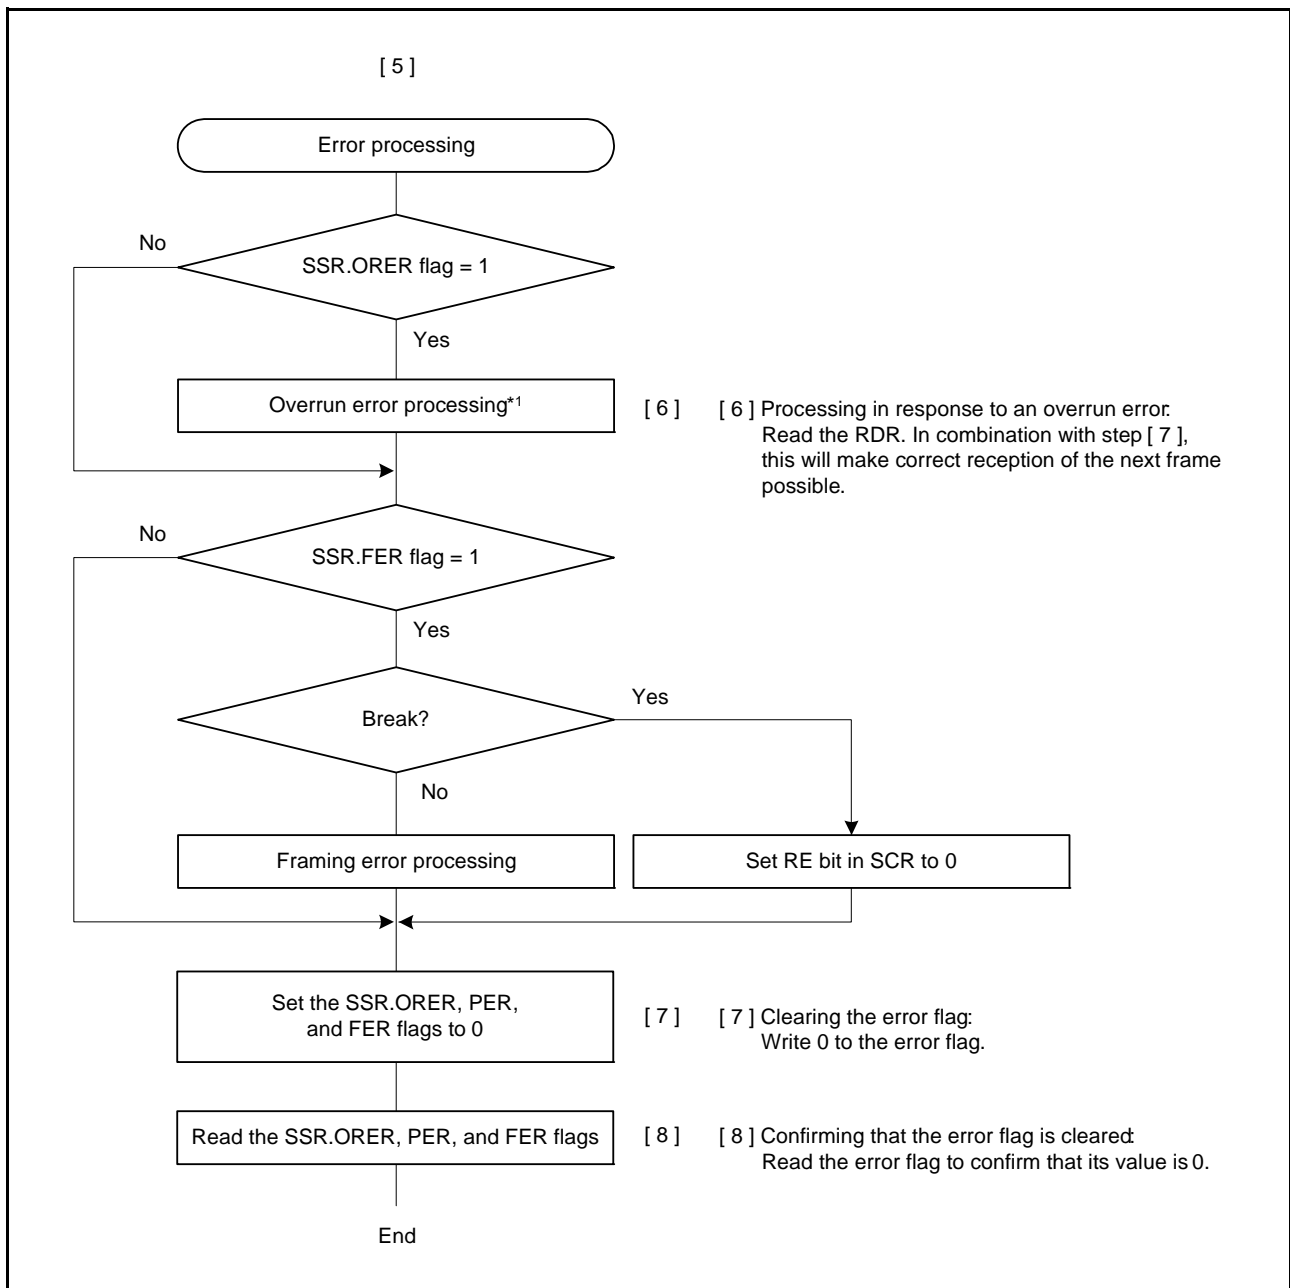 [ 5 ]
Error processing
No
SSR.ORER flag = 1
Yes
Overrun error processing*1
[ 6 ]
[ 6 ] Processing in response to an overrun error:
Read the RDR. In combination with step [ 7 ],
this will make correct reception of the next frame
possible.
No
SSR.FER flag = 1
Yes
Break?
Yes
No
Framing error processing
Set RE bit in SCR to 0
Set the SSR.ORER, PER,
and FER flags to 0
[ 7 ]
[ 7 ] Clearing the error flag:
Write 0 to the error flag.
Read the SSR.ORER, PER, and FER flags
[ 8 ]
[ 8 ] Confirming that the error flag is cleared:
Read the error flag to confirm that its value is 0.
End